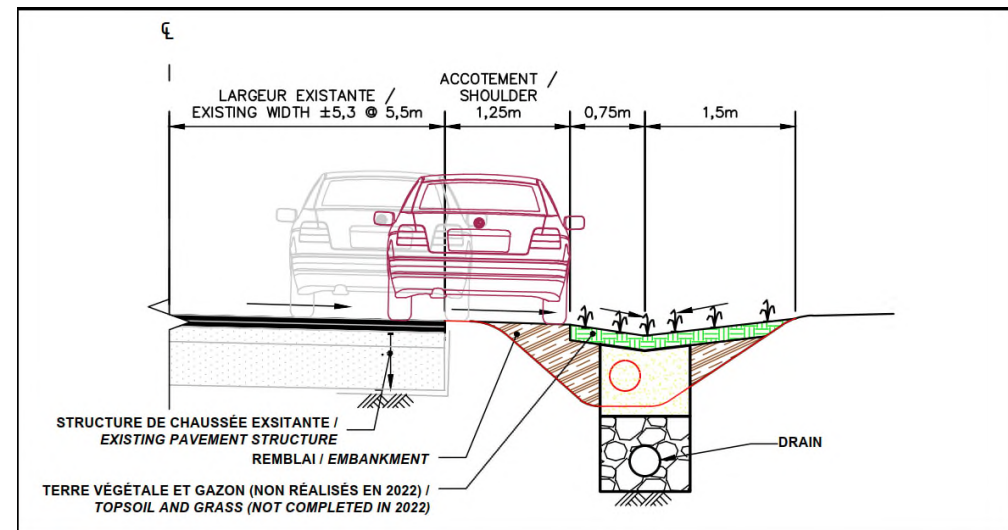 ℄
LARGEUR EXISTANTE /
EXISTING WIDTH ±5,3 @ 5,5m
ACCOTEMENT /
SHOULDER
1,25m
0,75m
1,5m
STRUCTURE DE CHAUSSÉE EXSITANTE /
EXISTING PAVEMENT STRUCTURE
REMBLAI / EMBANKMENT
DRAIN
TERRE VÉGÉTALE ET GAZON (NON RÉALISÉS EN 2022) /
TOPSOIL AND GRASS (NOT COMPLETED IN 2022)